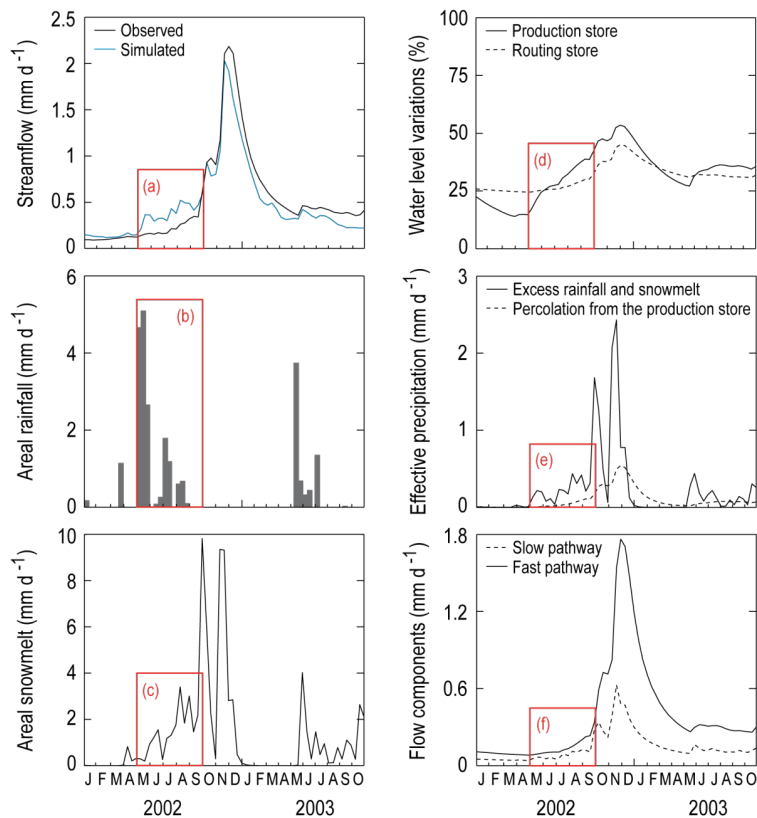 Streamflow (mm d⁻¹)
2.5
2
1.5
1
0.5
0
Observed
Simulated
(a)
Water level variations (%)
100
75
50
25
0
Production store
Routing store
(d)
Areal rainfall (mm d⁻¹)
6
4
2
0
(b)
Effective precipitation (mm d⁻¹)
3
2
1
0
Excess rainfall and snowmelt
Percolation from the production store
(e)
Areal snowmelt (mm d⁻¹)
10
8
6
4
2
0
(c)
J F M A M J J A S O N D J F M A M J J A S O
2002 2003
Flow components (mm d⁻¹)
1.8
1.2
0.6
0
Slow pathway
Fast pathway
(f)
J F M A M J J A S O N D J F M A M J J A S O
2002 2003